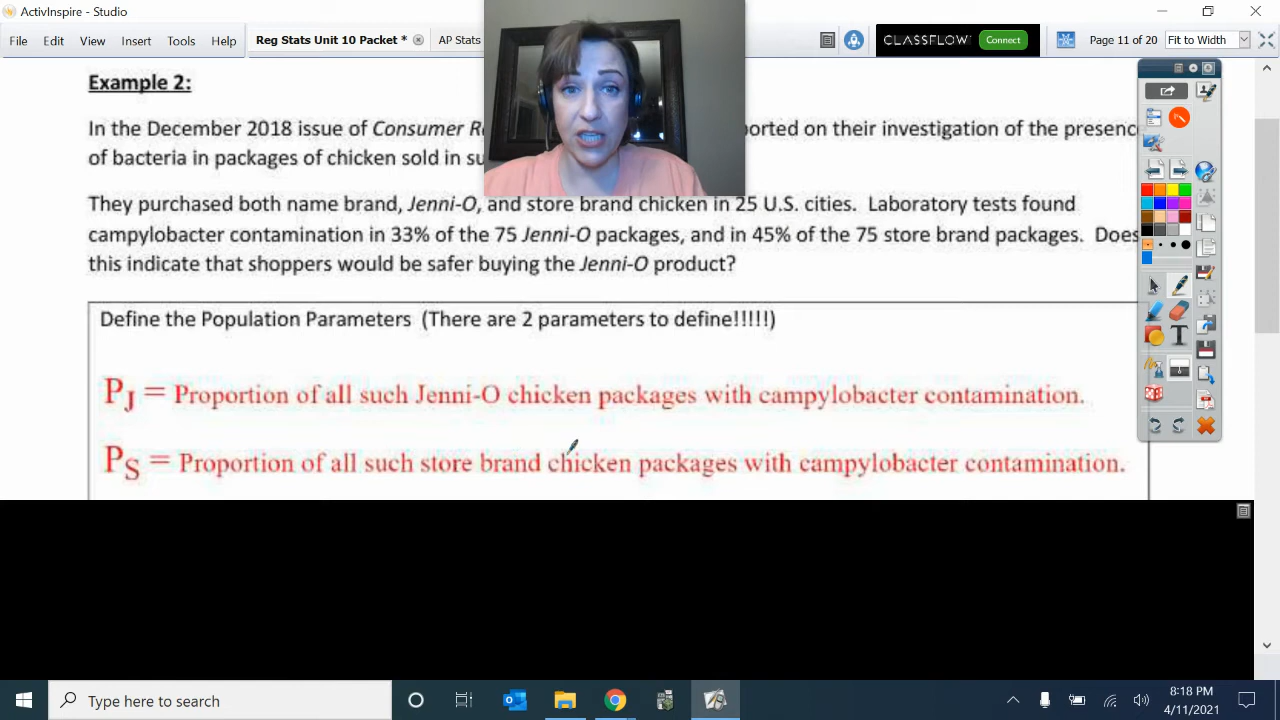 ActivInspire - Studio
File Edit View Insert Tools Help Reg Stats Unit 10 Packet * AP Stats CLASSFLOW Connect Page 11 of 20 Fit to Width
Example 2:
In the December 2018 issue of Consumer Re orted on their investigation of the presenc
of bacteria in packages of chicken sold in su
They purchased both name brand, Jenni-O, and store brand chicken in 25 U.S. cities. Laboratory tests found
campylobacter contamination in 33% of the 75 Jenni-O packages, and in 45% of the 75 store brand packages. Does
this indicate that shoppers would be safer buying the Jenni-O product?
Define the Population Parameters (There are 2 parameters to define!!!!!)
PJ = Proportion of all such Jenni-O chicken packages with campylobacter contamination.
PS = Proportion of all such store brand chicken packages with campylobacter contamination.
Type here to search
8:18 PM
4/11/2021